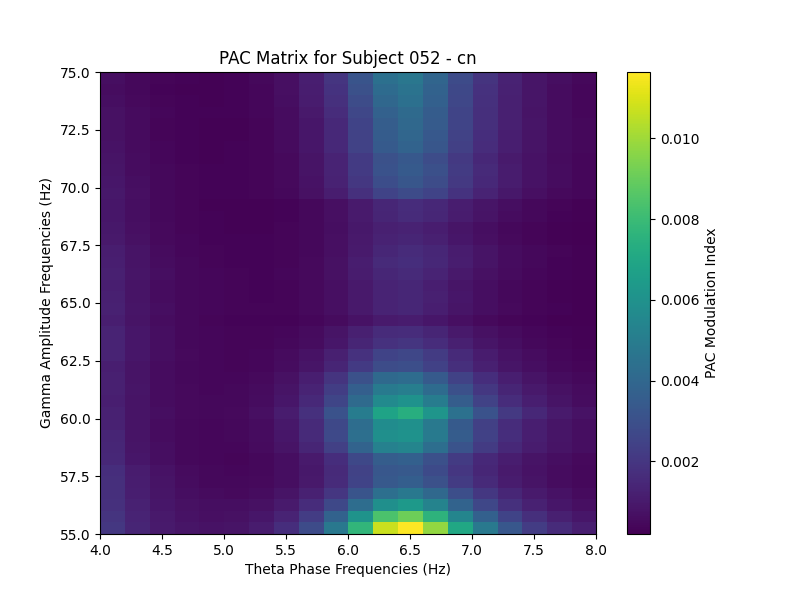 PAC Matrix for Subject 052 - cn
75.0
72.5
70.0
67.5
65.0
62.5
60.0
57.5
55.0
Gamma Amplitude Frequencies (Hz)
4.0 4.5 5.0 5.5 6.0 6.5 7.0 7.5 8.0
Theta Phase Frequencies (Hz)
0.010
0.008
0.006
0.004
0.002
PAC Modulation Index